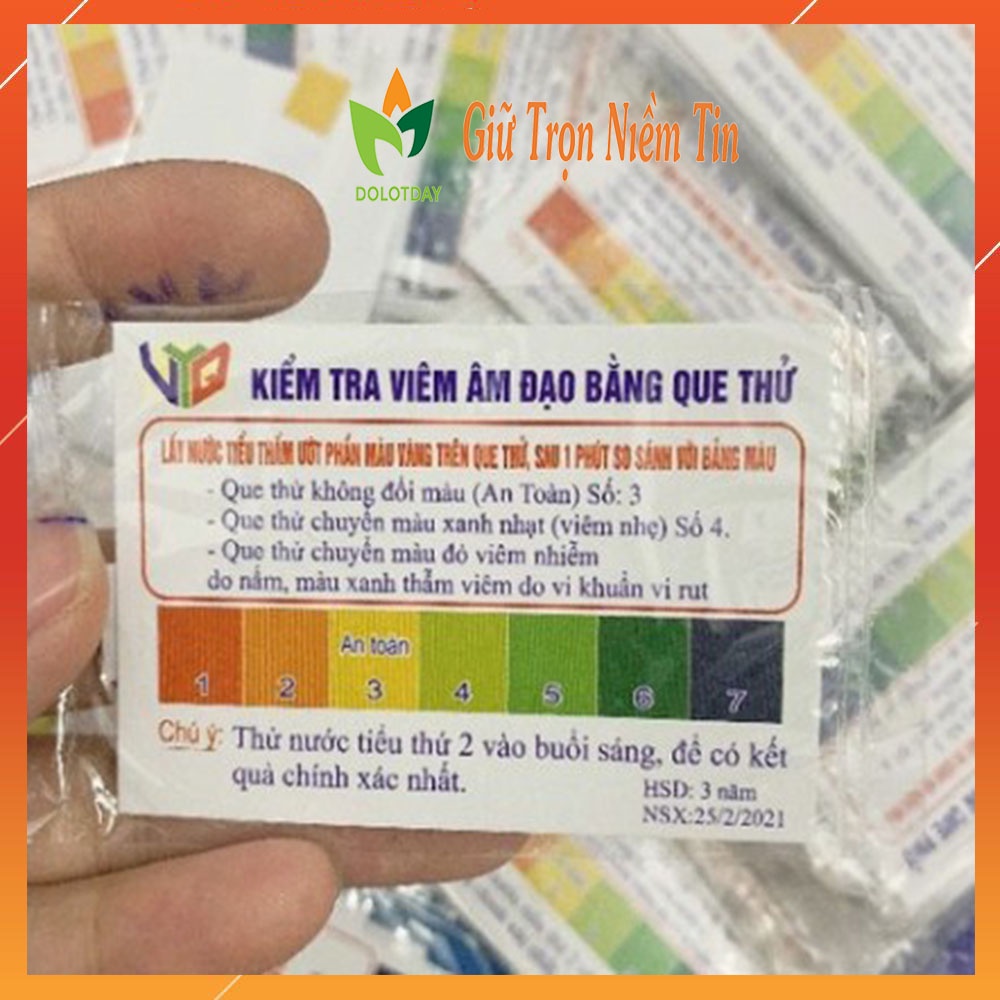 Giữ Trọn Niềm Tin
DOLOTDAY
VYQ KIỂM TRA VIÊM ÂM ĐẠO BẰNG QUE THỬ
LẤY NƯỚC TIỂU THẤM ƯỚT PHẦN MÀU VÀNG TRÊN QUE THỬ, SAU 1 PHÚT SO SÁNH VỚI BẢNG MÀU
- Que thử không đổi màu (An Toàn) Số: 3
- Que thử chuyển màu xanh nhạt (viêm nhẹ) Số 4.
- Que thử chuyển màu đỏ viêm nhiễm
do nấm, màu xanh thẫm viêm do vi khuẩn vi rut
An toàn
1 2 3 4 5 6 7
Chú ý: Thử nước tiểu thứ 2 vào buổi sáng, để có kết
quả chính xác nhất.
HSD: 3 năm
NSX:25/2/2021